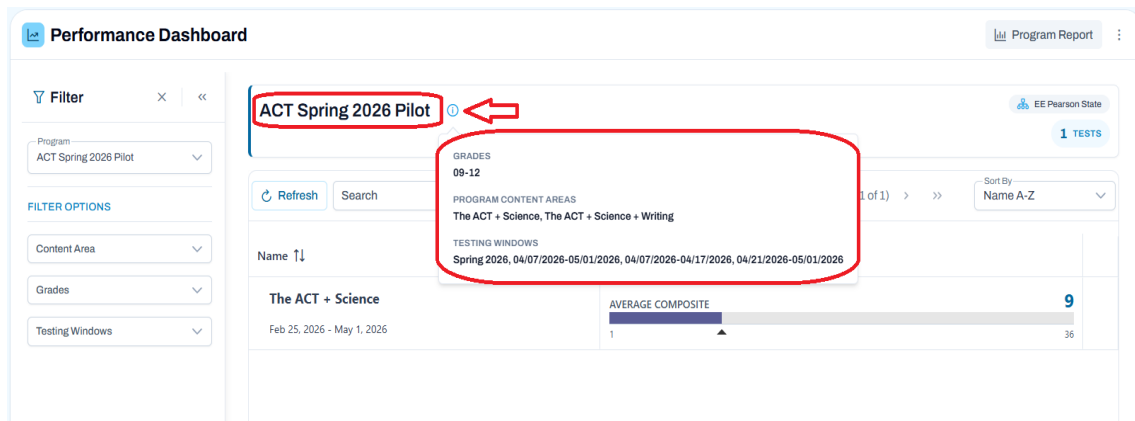 Performance Dashboard
Program Report
Filter
Program
ACT Spring 2026 Pilot
FILTER OPTIONS
Content Area
Grades
Testing Windows
ACT Spring 2026 Pilot
EE Pearson State
1 TESTS
GRADES
09-12
PROGRAM CONTENT AREAS
The ACT + Science, The ACT + Science + Writing
TESTING WINDOWS
Spring 2026, 04/07/2026-05/01/2026, 04/07/2026-04/17/2026, 04/21/2026-05/01/2026
Refresh
Search
of 1)
Sort By
Name A-Z
Name
The ACT + Science
Feb 25, 2026 - May 1, 2026
AVERAGE COMPOSITE
9
1
36